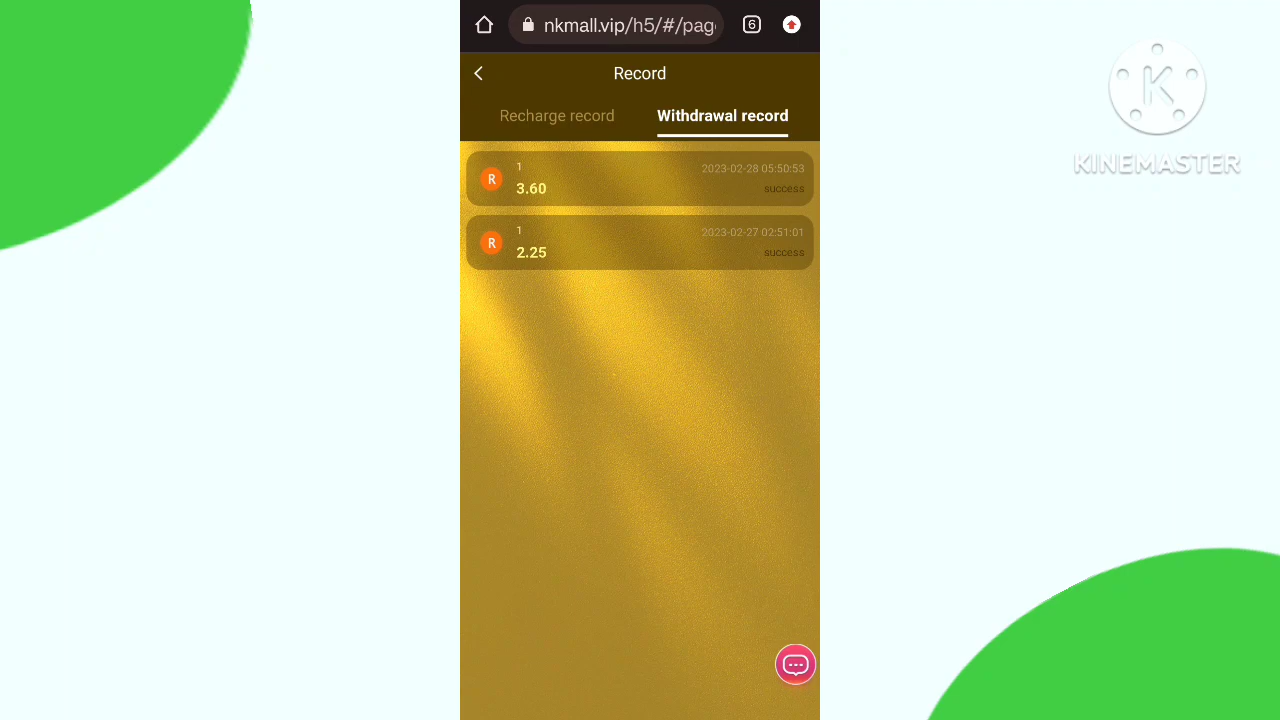 nkmall.vip/h5/#/pag
6
Record
Recharge record
Withdrawal record
R
1
2023-02-28 05:50:53
3.60
success
R
1
2023-02-27 02:51:01
2.25
success
K
KINEMASTER